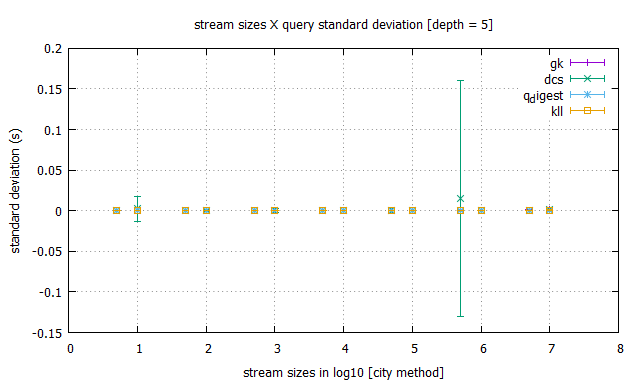 stream sizes X query standard deviation [depth = 5]
0.2
0.15
0.1
0.05
0
-0.05
-0.1
-0.15
standard deviation (s)
gk
dcs
q_digest
kll
0 1 2 3 4 5 6 7 8
stream sizes in log10 [city method]